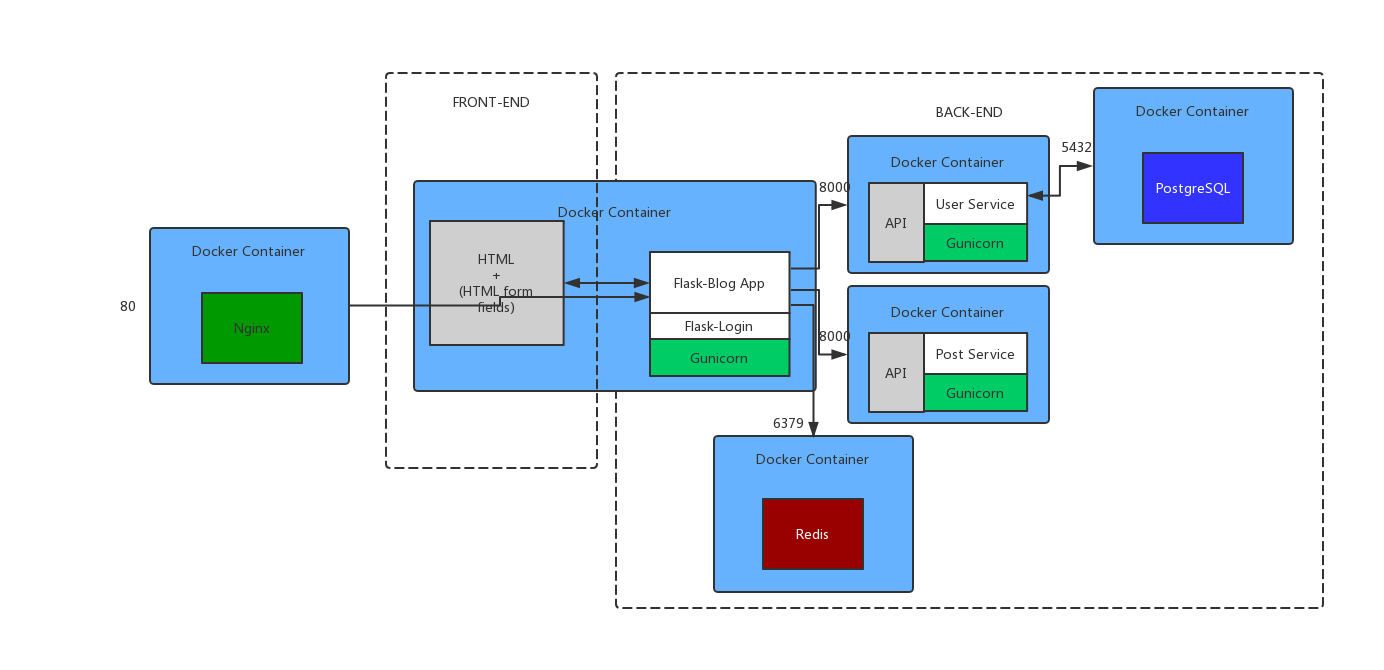 FRONT-END
BACK-END
80
Docker Container
Nginx
Docker Container
HTML
+
(HTML form
fields)
Flask-Blog App
Flask-Login
Gunicorn
8000
Docker Container
API
User Service
Gunicorn
5432
Docker Container
PostgreSQL
8000
Docker Container
API
Post Service
Gunicorn
6379
Docker Container
Redis